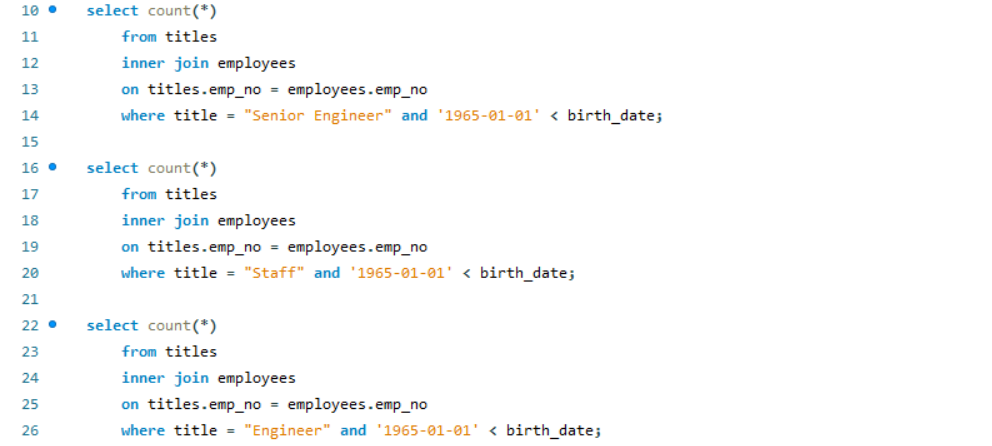 10 select count(*)
11 from titles
12 inner join employees
13 on titles.emp_no = employees.emp_no
14 where title = "Senior Engineer" and '1965-01-01' < birth_date;
15
16 select count(*)
17 from titles
18 inner join employees
19 on titles.emp_no = employees.emp_no
20 where title = "Staff" and '1965-01-01' < birth_date;
21
22 select count(*)
23 from titles
24 inner join employees
25 on titles.emp_no = employees.emp_no
26 where title = "Engineer" and '1965-01-01' < birth_date;